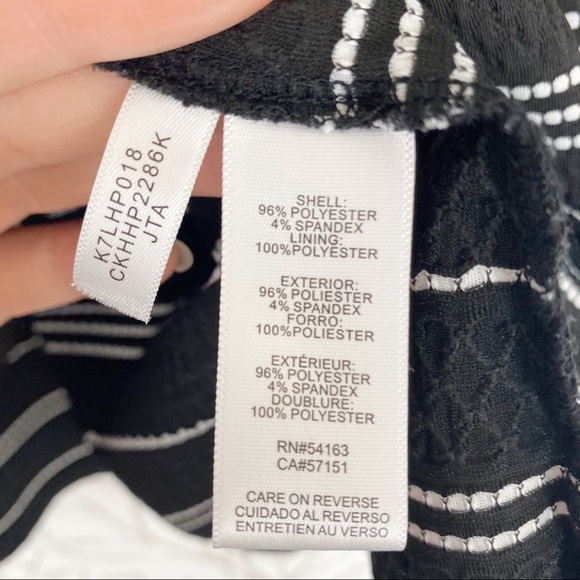 K7LHP018
CKHHP2286K
JTA
SHELL:
96% POLYESTER
4% SPANDEX
LINING:
100%POLYESTER
EXTERIOR:
96% POLIESTER
4% SPANDEX
FORRO:
100%POLIESTER
EXTÉRIEUR:
96% POLYESTER
4% SPANDEX
DOUBLURE:
100% POLYESTER
RN#54163
CA#57151
CARE ON REVERSE
CUIDADO AL REVERSO
ENTRETIEN AU VERSO